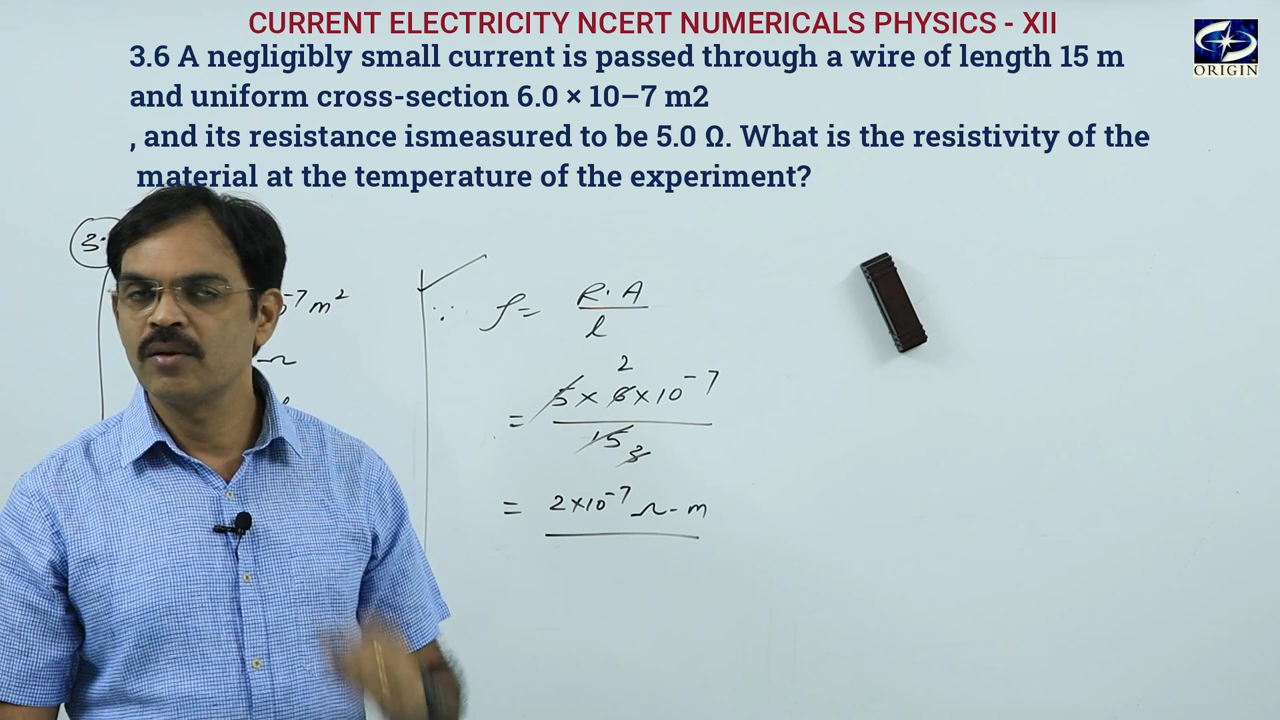 CURRENT ELECTRICITY NCERT NUMERICALS PHYSICS - XII
ORIGIN
3.6 A negligibly small current is passed through a wire of length 15 m
and uniform cross-section 6.0 × 10–7 m2
, and its resistance ismeasured to be 5.0 Ω. What is the resistivity of the
material at the temperature of the experiment?
3.
-7 m²
Ω
∵ ρ = R.A / l
= 5 × 6 × 10⁻⁷ / 15 2 3
= 2×10⁻⁷ Ω-m